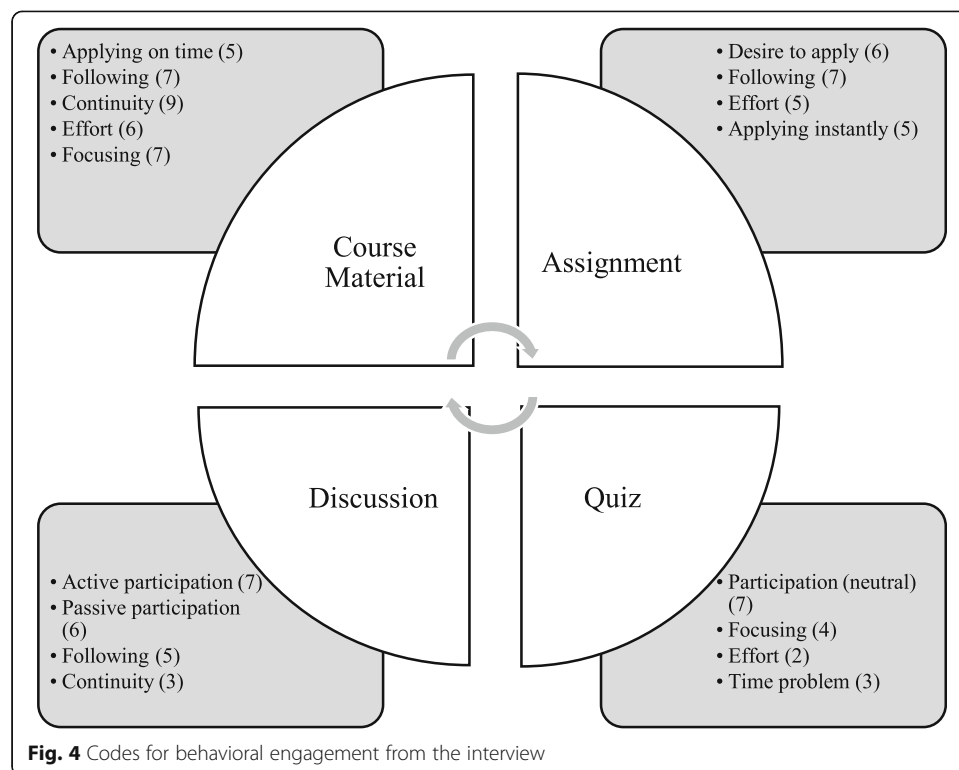 • Applying on time (5)
• Following (7)
• Continuity (9)
• Effort (6)
• Focusing (7)
• Desire to apply (6)
• Following (7)
• Effort (5)
• Applying instantly (5)
Course
Material
Assignment
Discussion
Quiz
• Active participation (7)
• Passive participation
(6)
• Following (5)
• Continuity (3)
• Participation (neutral)
(7)
• Focusing (4)
• Effort (2)
• Time problem (3)
Fig. 4 Codes for behavioral engagement from the interview